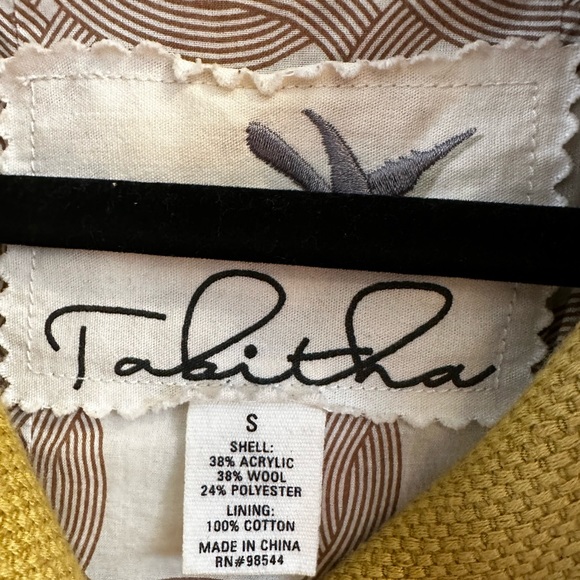 Tabitha
S
SHELL:
38% ACRYLIC
38% WOOL
24% POLYESTER
LINING:
100% COTTON
MADE IN CHINA
RN#98544